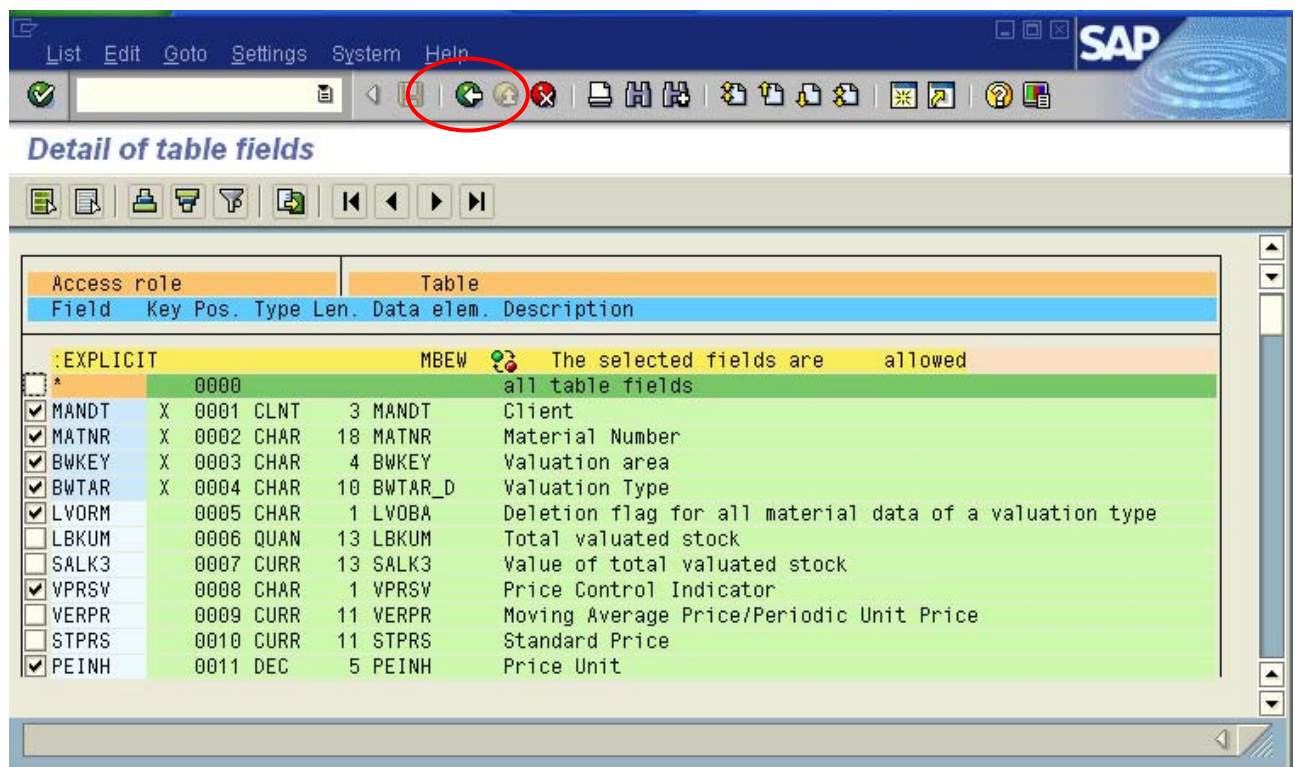 List Edit Goto Settings System Help
SAP
Detail of table fields
Access role Table
Field Key Pos. Type Len. Data elem. Description
:EXPLICIT MBEW The selected fields are allowed
* 0000 all table fields
MANDT X 0001 CLNT 3 MANDT Client
MATNR X 0002 CHAR 18 MATNR Material Number
BWKEY X 0003 CHAR 4 BWKEY Valuation area
BWTAR X 0004 CHAR 10 BWTAR_D Valuation Type
LVORM 0005 CHAR 1 LVOBA Deletion flag for all material data of a valuation type
LBKUM 0006 QUAN 13 LBKUM Total valuated stock
SALK3 0007 CURR 13 SALK3 Value of total valuated stock
VPRSV 0008 CHAR 1 VPRSV Price Control Indicator
VERPR 0009 CURR 11 VERPR Moving Average Price/Periodic Unit Price
STPRS 0010 CURR 11 STPRS Standard Price
PEINH 0011 DEC 5 PEINH Price Unit